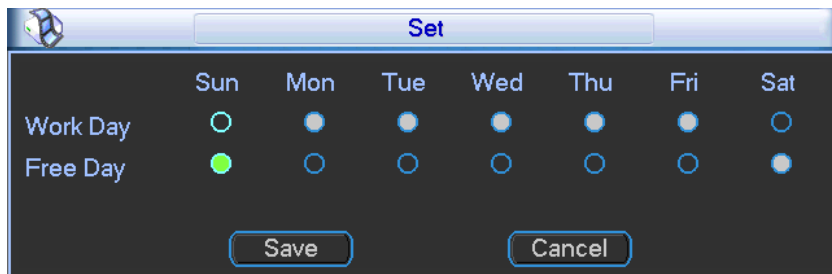 Set
Sun Mon Tue Wed Thu Fri Sat
Work Day
Free Day
Save Cancel